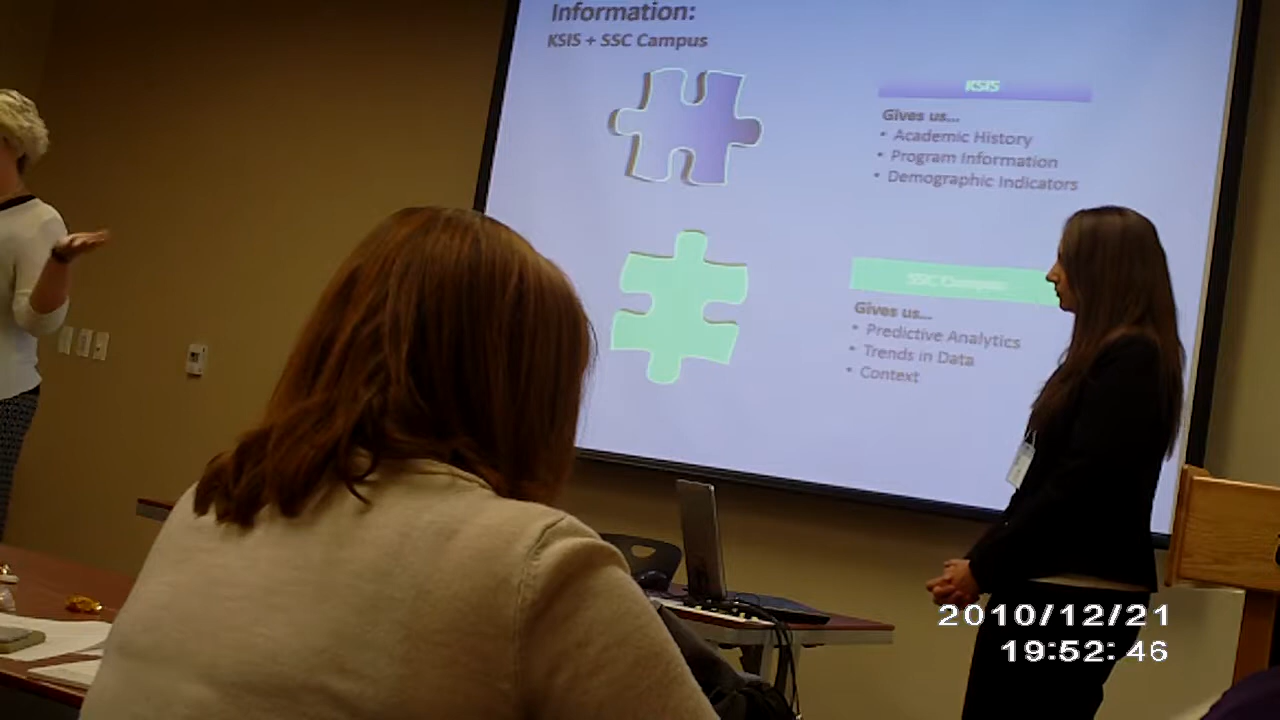 Information:
KSIS + SSC Campus
KSIS
Gives us...
• Academic History
• Program Information
• Demographic Indicators
SSC Campus
Gives us...
• Predictive Analytics
• Trends in Data
• Context
2010/12/21
19:52:46